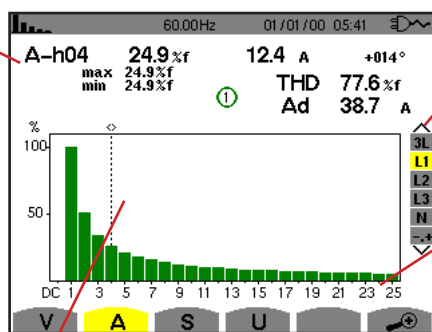 60.00Hz 01/01/00 05:41
A-h04 24.9%f 12.4 A +014°
max 24.9%f
min 24.9%f
THD 77.6%f
Ad 38.7 A
1
%
100
50
3L
L1
L2
L3
N
-.+
DC 1 3 5 7 9 11 13 15 17 19 21 23 25
V A S U